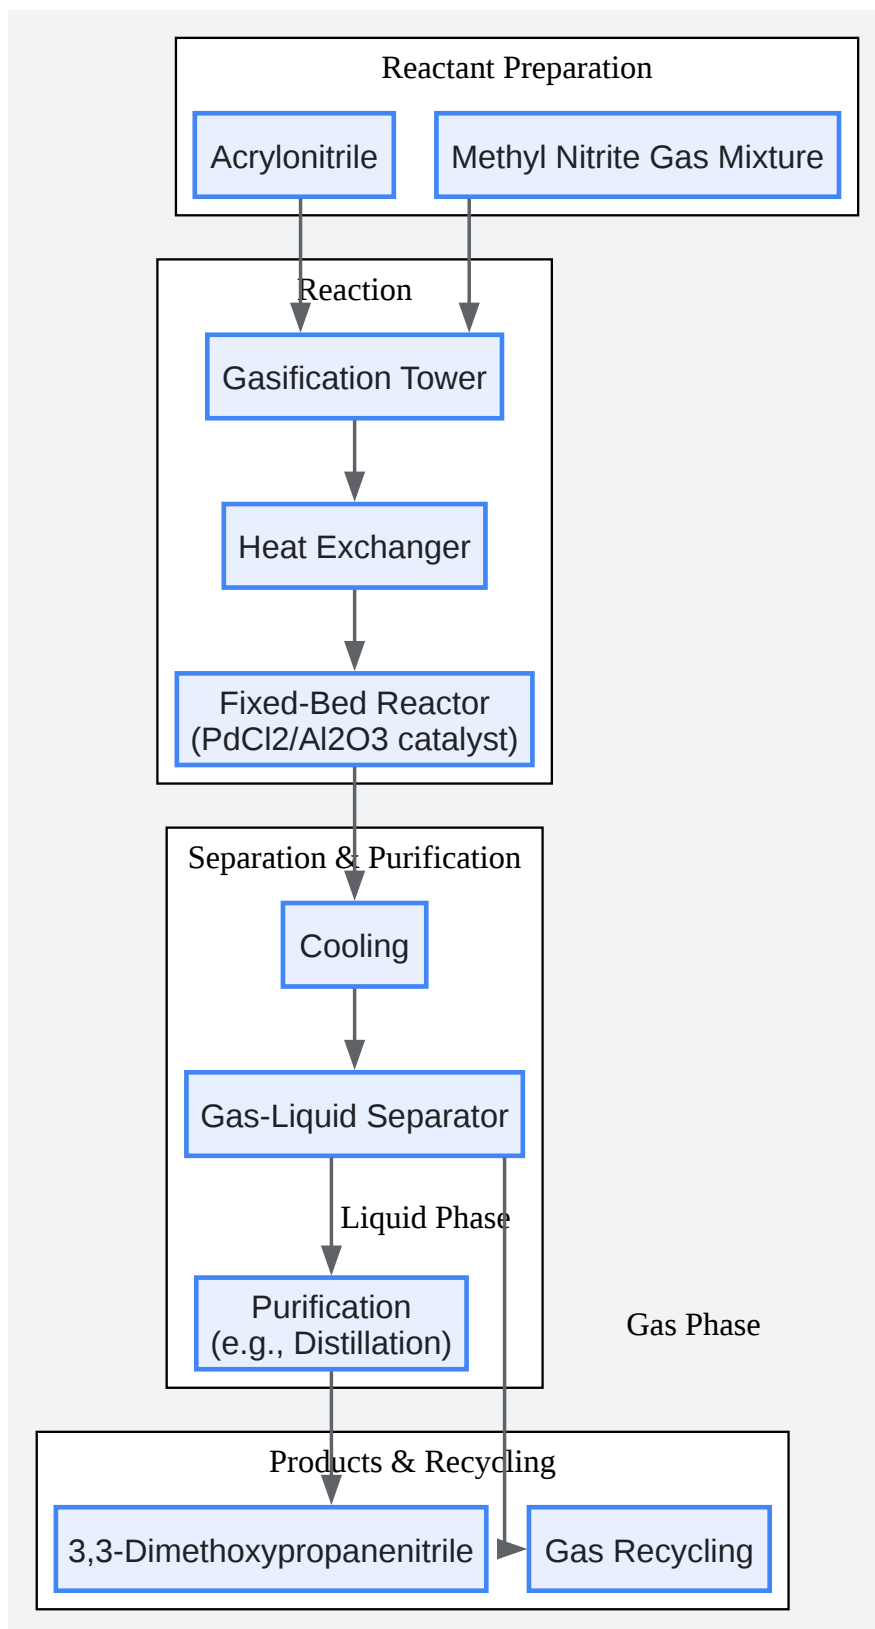 Reactant Preparation
Acrylonitrile
Methyl Nitrite Gas Mixture
Reaction
Gasification Tower
Heat Exchanger
Fixed-Bed Reactor
(PdCl2/Al2O3 catalyst)
Separation & Purification
Cooling
Gas-Liquid Separator
Liquid Phase
Purification
(e.g., Distillation)
Gas Phase
Products & Recycling
3,3-Dimethoxypropanenitrile
Gas Recycling